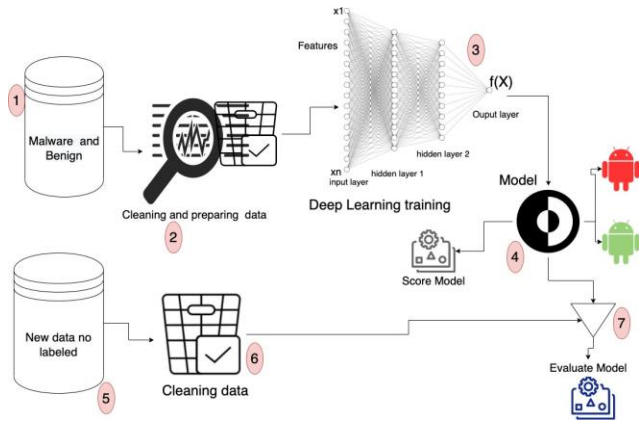 1
Malware and
Benign
Cleaning and preparing data
2
x1
Features
xn
input layer
hidden layer 1
hidden layer 2
3
f(X)
Ouput layer
Deep Learning training
Model
4
Score Model
New data no
labeled
5
6
Cleaning data
7
Evaluate Model